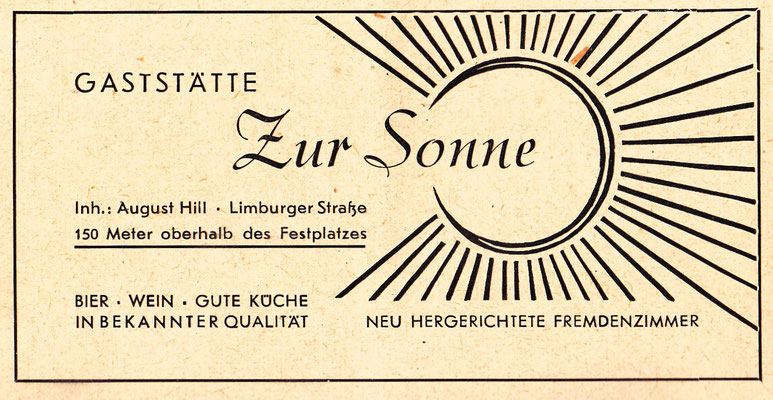 GASTSTÄTTE
Zur Sonne
Inh.: August Hill · Limburger Straße
150 Meter oberhalb des Festplatzes
BIER · WEIN · GUTE KÜCHE
IN BEKANNTER QUALITÄT
NEU HERGERICHTETE FREMDENZIMMER